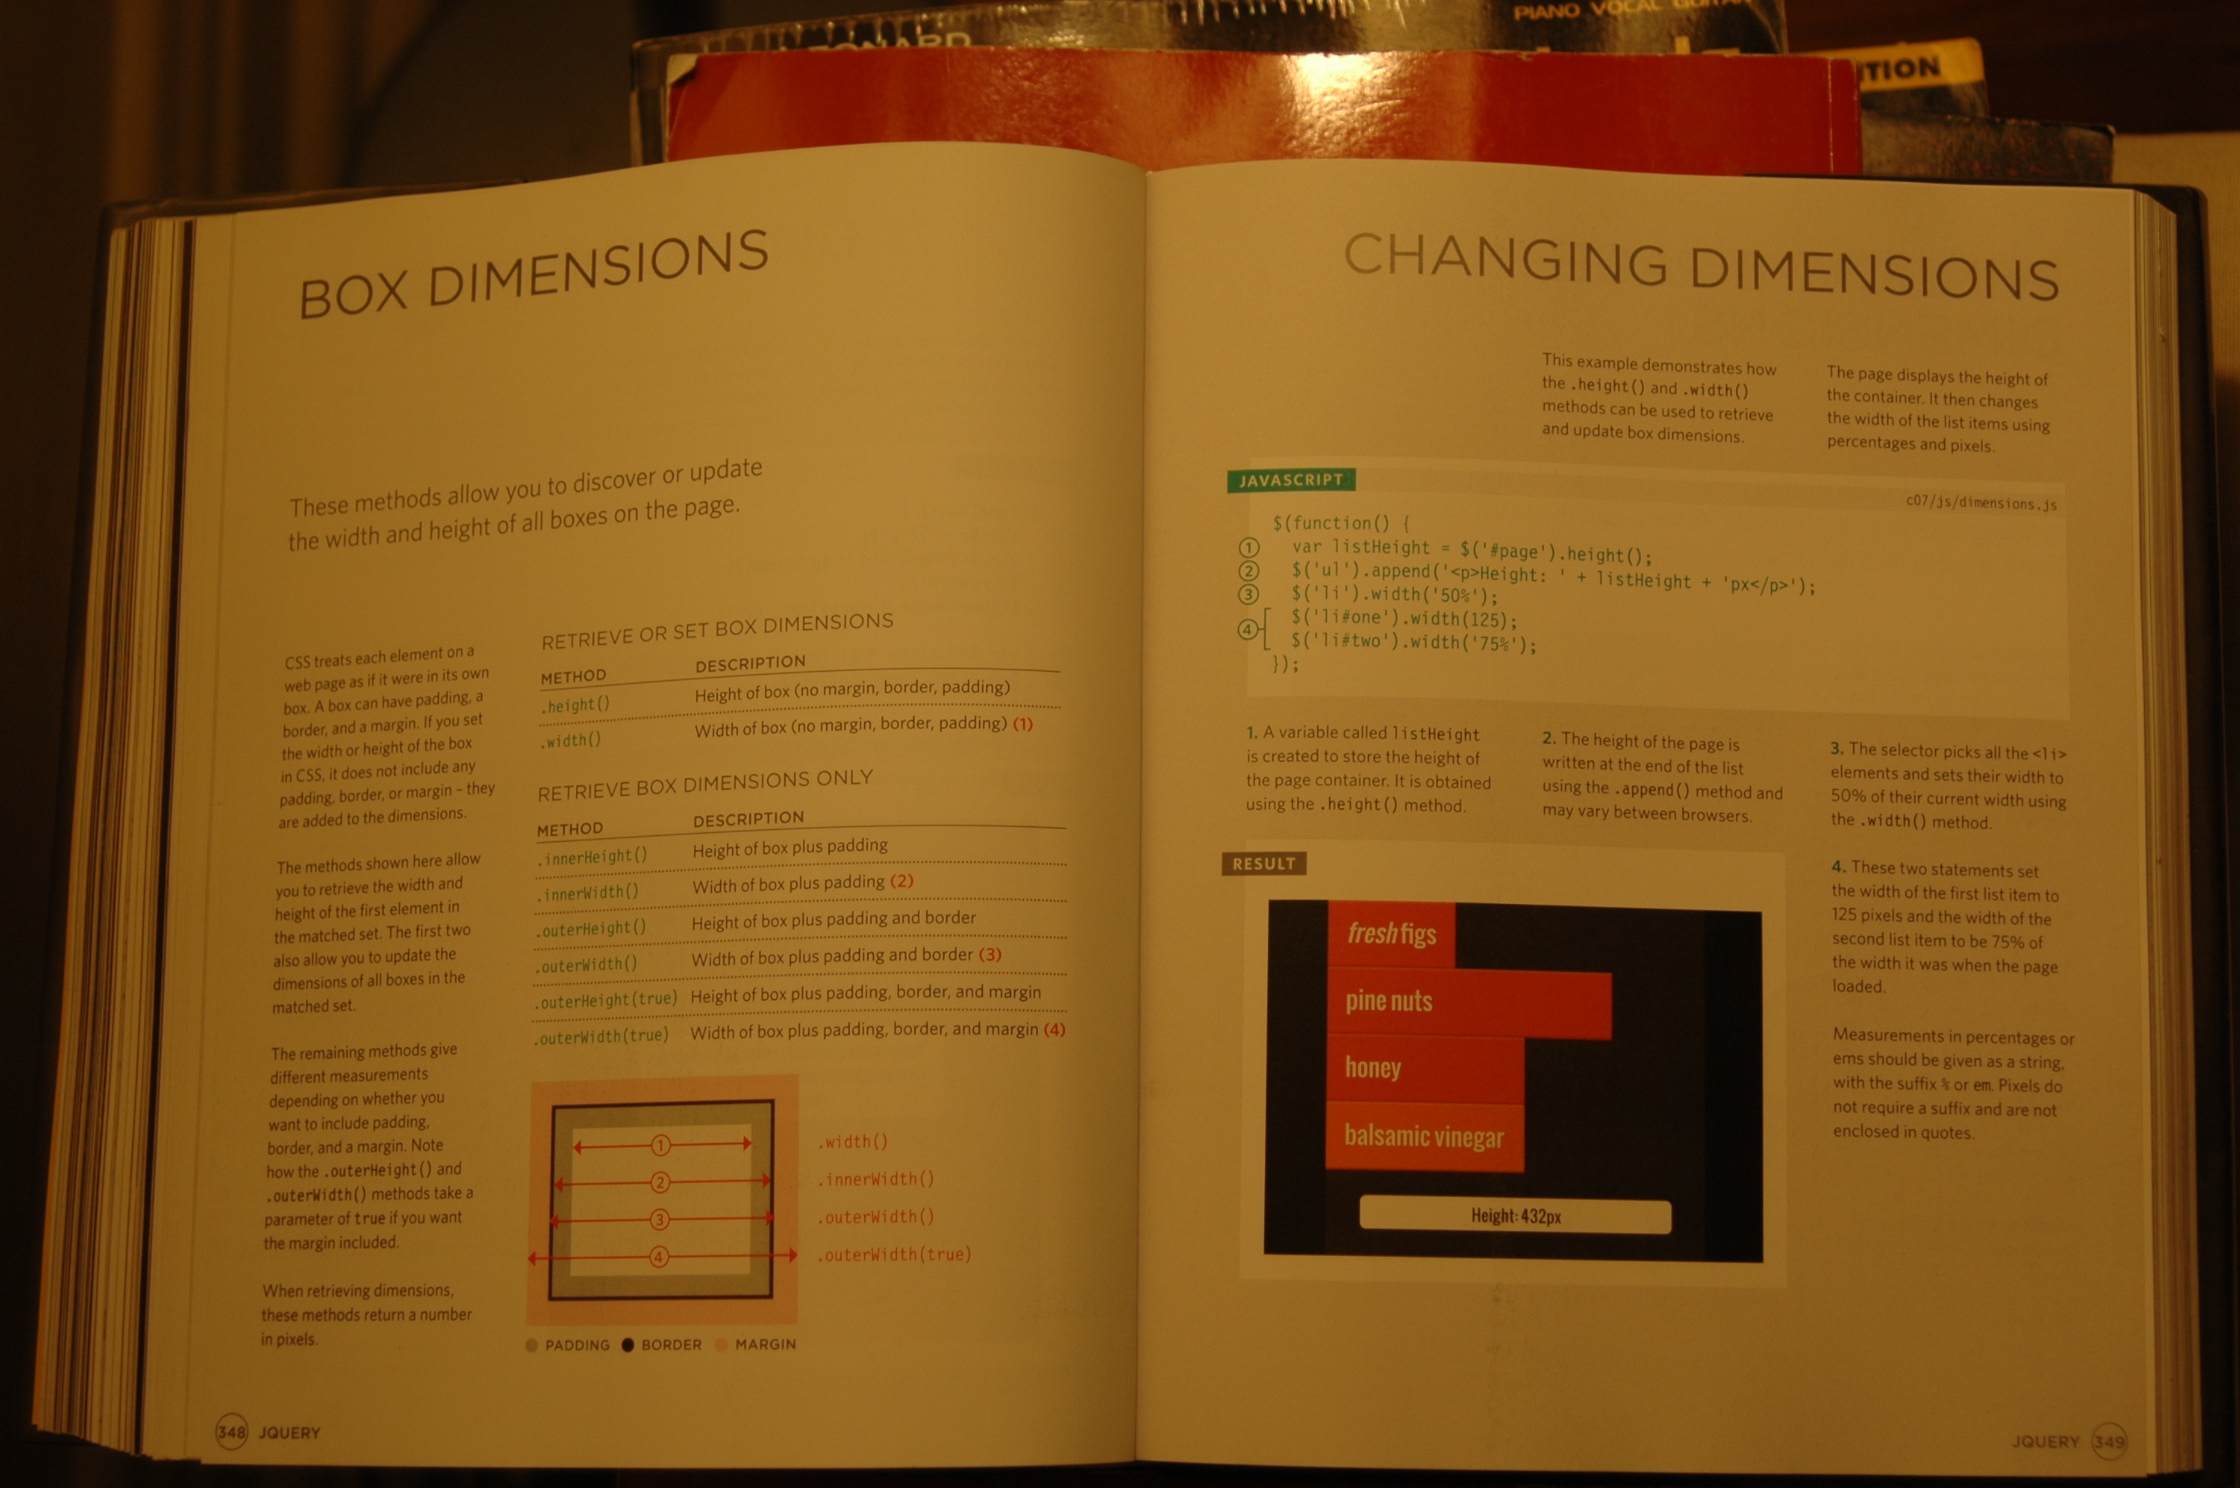 PIANO VOCAL
TION
BOX DIMENSIONS
These methods allow you to discover or update
the width and height of all boxes on the page.
CSS treats each element on a
web page as if it were in its own
box. A box can have padding, a
border, and a margin. If you set
the width or height of the box
in CSS, it does not include any
padding, border, or margin – they
are added to the dimensions.
The methods shown here allow
you to retrieve the width and
height of the first element in
the matched set. The first two
also allow you to update the
dimensions of all boxes in the
matched set.
The remaining methods give
different measurements
depending on whether you
want to include padding,
border, and a margin. Note
how the .outerHeight() and
.outerWidth() methods take a
parameter of true if you want
the margin included.
When retrieving dimensions,
these methods return a number
in pixels.
RETRIEVE OR SET BOX DIMENSIONS
METHOD DESCRIPTION
.height() Height of box (no margin, border, padding)
.width() Width of box (no margin, border, padding) (1)
RETRIEVE BOX DIMENSIONS ONLY
METHOD DESCRIPTION
.innerHeight() Height of box plus padding
.innerWidth() Width of box plus padding (2)
.outerHeight() Height of box plus padding and border
.outerWidth() Width of box plus padding and border (3)
.outerHeight(true) Height of box plus padding, border, and margin
.outerWidth(true) Width of box plus padding, border, and margin (4)
1 .width()
2 .innerWidth()
3 .outerWidth()
4 .outerWidth(true)
PADDING BORDER MARGIN
348 JQUERY
CHANGING DIMENSIONS
This example demonstrates how
the .height() and .width()
methods can be used to retrieve
and update box dimensions.
The page displays the height of
the container. It then changes
the width of the list items using
percentages and pixels.
JAVASCRIPT
c07/js/dimensions.js
$(function() {
1 var listHeight = $('#page').height();
2 $('ul').append('<p>Height: ' + listHeight + 'px</p>');
3 $('li').width('50%');
4 $('li#one').width(125);
$('li#two').width('75%');
});
1. A variable called listHeight
is created to store the height of
the page container. It is obtained
using the .height() method.
2. The height of the page is
written at the end of the list
using the .append() method and
may vary between browsers.
3. The selector picks all the <li>
elements and sets their width to
50% of their current width using
the .width() method.
4. These two statements set
the width of the first list item to
125 pixels and the width of the
second list item to be 75% of
the width it was when the page
loaded.
Measurements in percentages or
ems should be given as a string,
with the suffix % or em. Pixels do
not require a suffix and are not
enclosed in quotes.
RESULT
fresh figs
pine nuts
honey
balsamic vinegar
Height: 432px
JQUERY 349